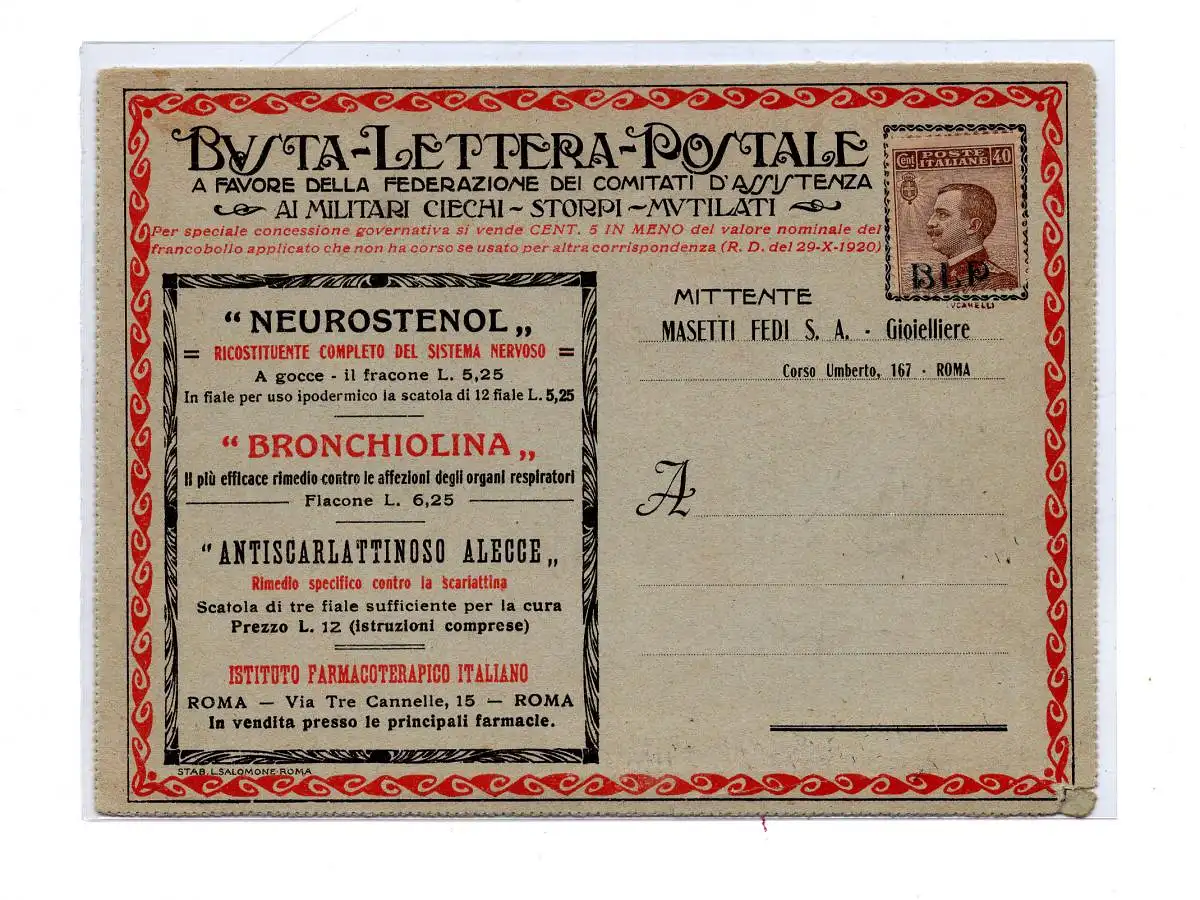 BUSTA-LETTERA-POSTALE
A FAVORE DELLA FEDERAZIONE DEI COMITATI D'ASSISTENZA
AI MILITARI CIECHI - STORPI - MVTILATI
Per speciale concessione governativa si vende CENT. 5 IN MENO del valore nominale del
francobollo applicato che non ha corso se usato per altra corrispondenza (R. D. del 29-X-1920)
Cent POSTE ITALIANE 40
BLP
MITTENTE
MASETTI FEDI S. A. - Gioielliere
Corso Umberto, 167 - ROMA
A
“ NEUROSTENOL „
= RICOSTITUENTE COMPLETO DEL SISTEMA NERVOSO =
A gocce - il fracone L. 5,25
In fiale per uso ipodermico la scatola di 12 fiale L. 5,25
“ BRONCHIOLINA „
Il più efficace rimedio contro le affezioni degli organi respiratori
Flacone L. 6,25
“ ANTISCARLATTINOSO ALECCE „
Rimedio specifico contro la scarlattina
Scatola di tre fiale sufficiente per la cura
Prezzo L. 12 (istruzioni comprese)
ISTITUTO FARMACOTERAPICO ITALIANO
ROMA — Via Tre Cannelle, 15 — ROMA
In vendita presso le principali farmacie.
STAB. L. SALOMONE-ROMA